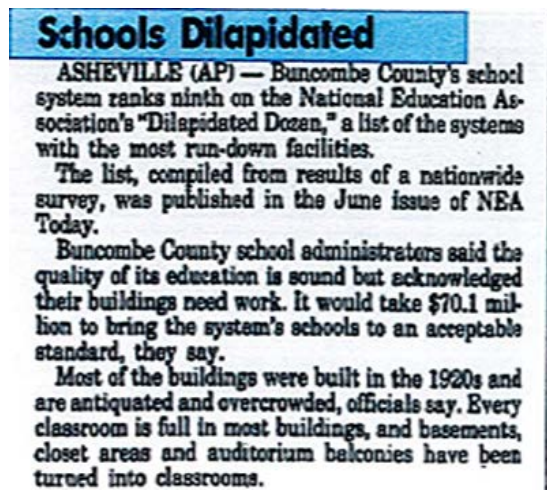 Schools Dilapidated
ASHEVILLE (AP) — Buncombe County's school
system ranks ninth on the National Education As-
sociation's "Dilapidated Dozen," a list of the systems
with the most run-down facilities.
The list, compiled from results of a nationwide
survey, was published in the June issue of NEA
Today.
Buncombe County school administrators said the
quality of its education is sound but acknowledged
their buildings need work. It would take $70.1 mil-
lion to bring the system's schools to an acceptable
standard, they say.
Most of the buildings were built in the 1920s and
are antiquated and overcrowded, officials say. Every
classroom is full in most buildings, and basements,
closet areas and auditorium balconies have been
turned into classrooms.